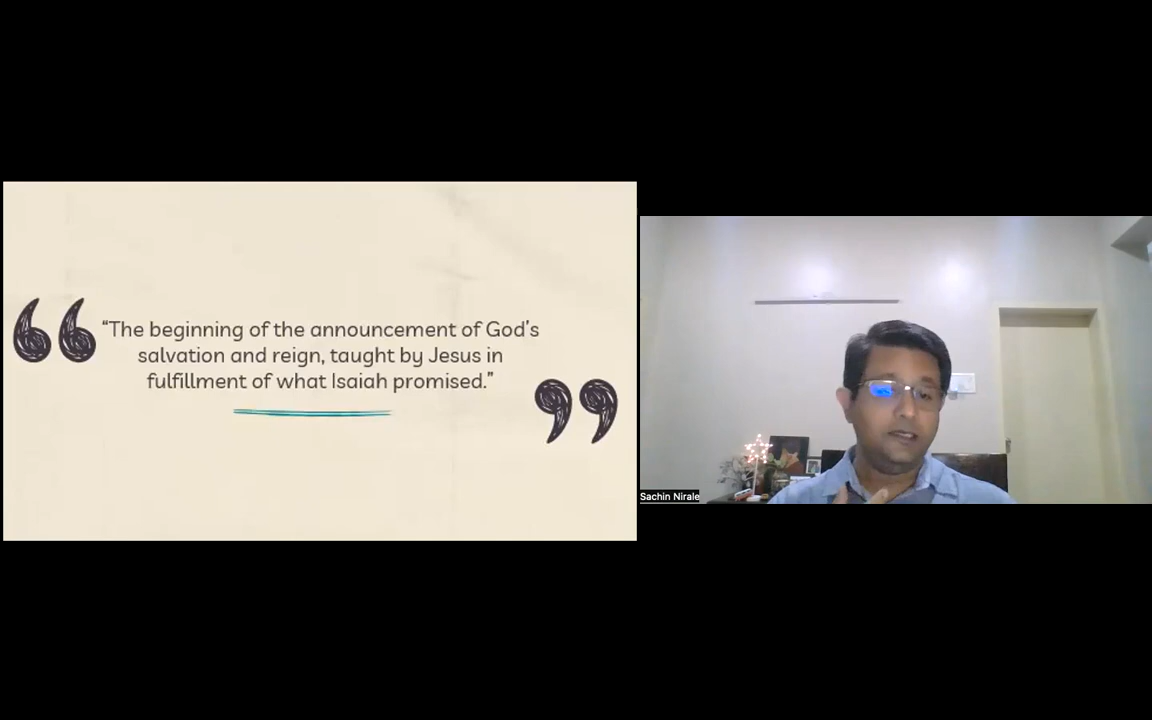 “The beginning of the announcement of God’s
salvation and reign, taught by Jesus in
fulfillment of what Isaiah promised.”
Sachin Nirale